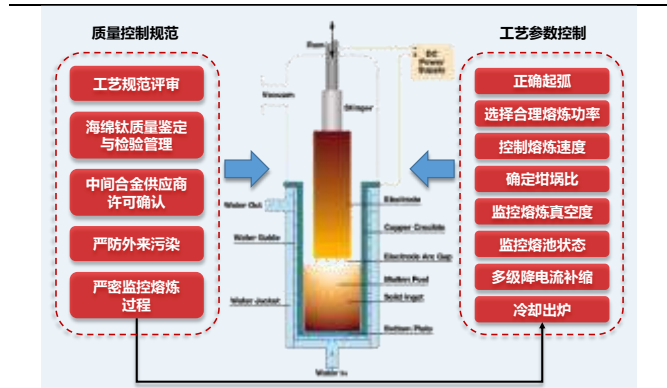 质量控制规范
工艺规范评审
海绵钛质量鉴定
与检验管理
中间合金供应商
许可确认
严防外来污染
严密监控熔炼
过程
Ram
DC
Power
Supply
Vacuum
Stinger
Water Out
Electrode
Water Guide
Copper Crucible
Electrode Arc Gap
Molten Pool
Water Jacket
Solid Ingot
Bottom Plate
Water In
工艺参数控制
正确起弧
选择合理熔炼功率
控制熔炼速度
确定坩埚比
监控熔炼真空度
监控熔池状态
多级降电流补缩
冷却出炉